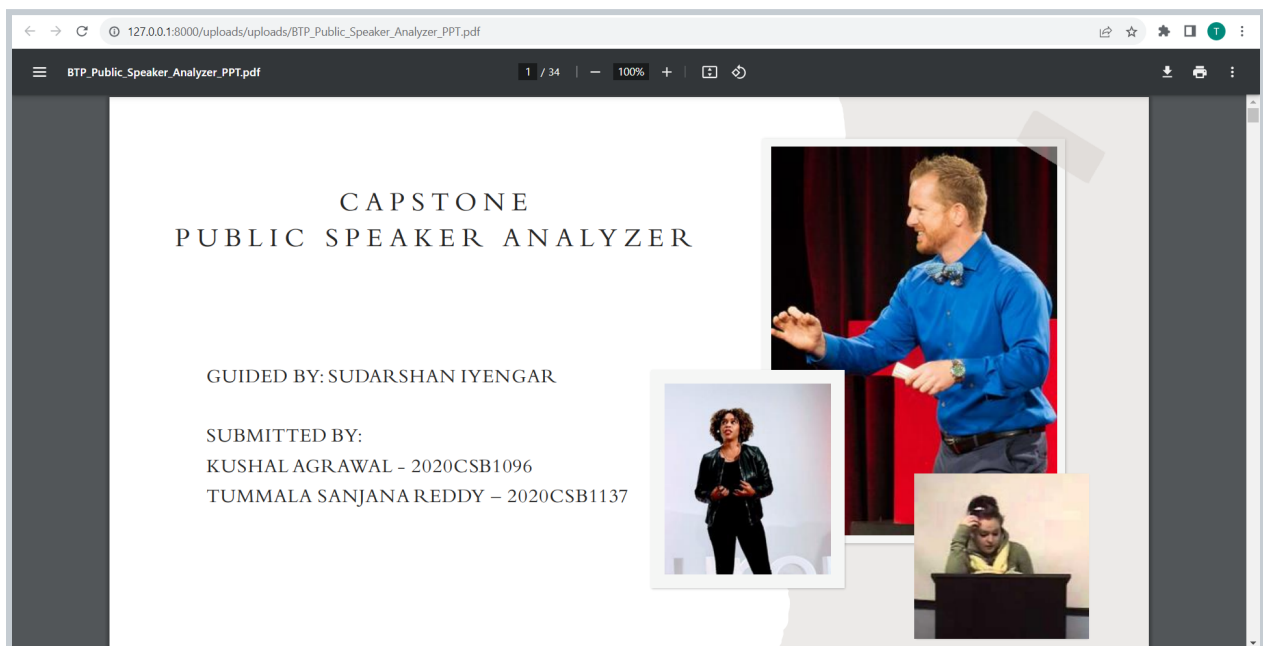 127.0.0.1:8000/uploads/uploads/BTP_Public_Speaker_Analyzer_PPT.pdf
T
BTP_Public_Speaker_Analyzer_PPT.pdf
1 / 34
100%
CAPSTONE
PUBLIC SPEAKER ANALYZER
GUIDED BY: SUDARSHAN IYENGAR
SUBMITTED BY:
KUSHAL AGRAWAL - 2020CSB1096
TUMMALA SANJANA REDDY – 2020CSB1137